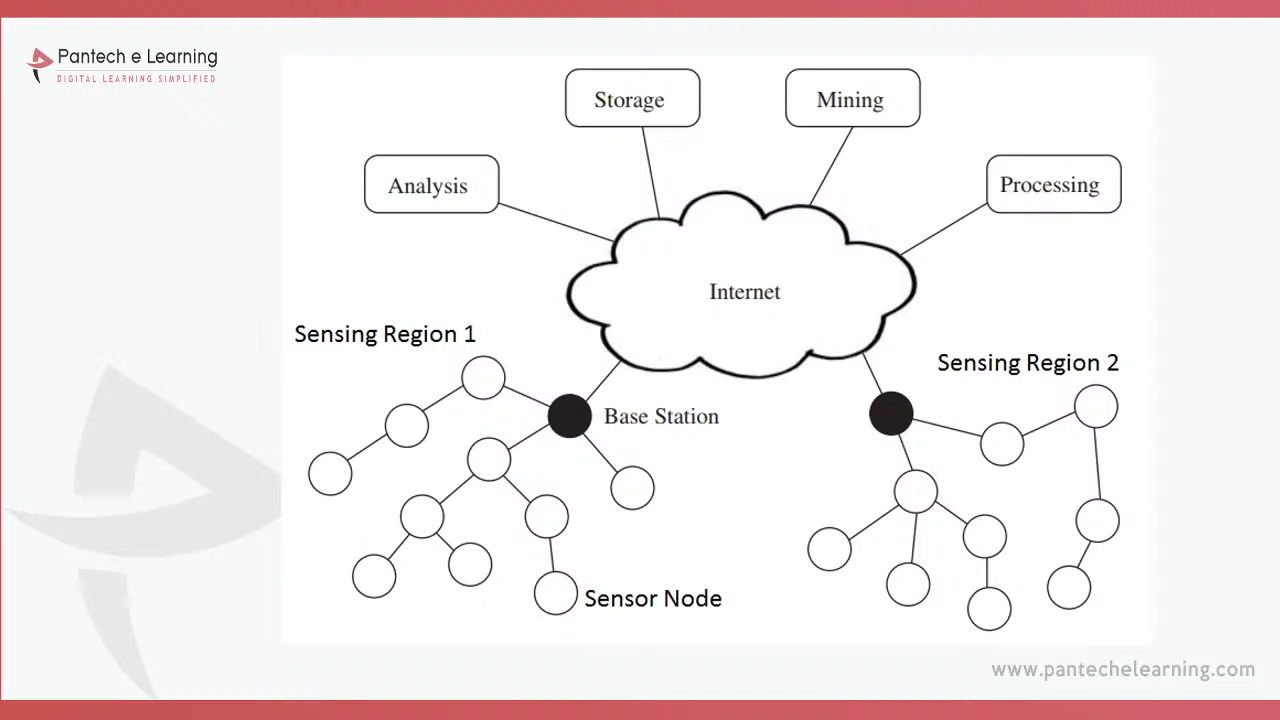 Pantech e Learning
DIGITAL LEARNING SIMPLIFIED
Storage
Mining
Analysis
Processing
Internet
Sensing Region 1
Sensing Region 2
Base Station
Sensor Node
www.pantechelearning.com